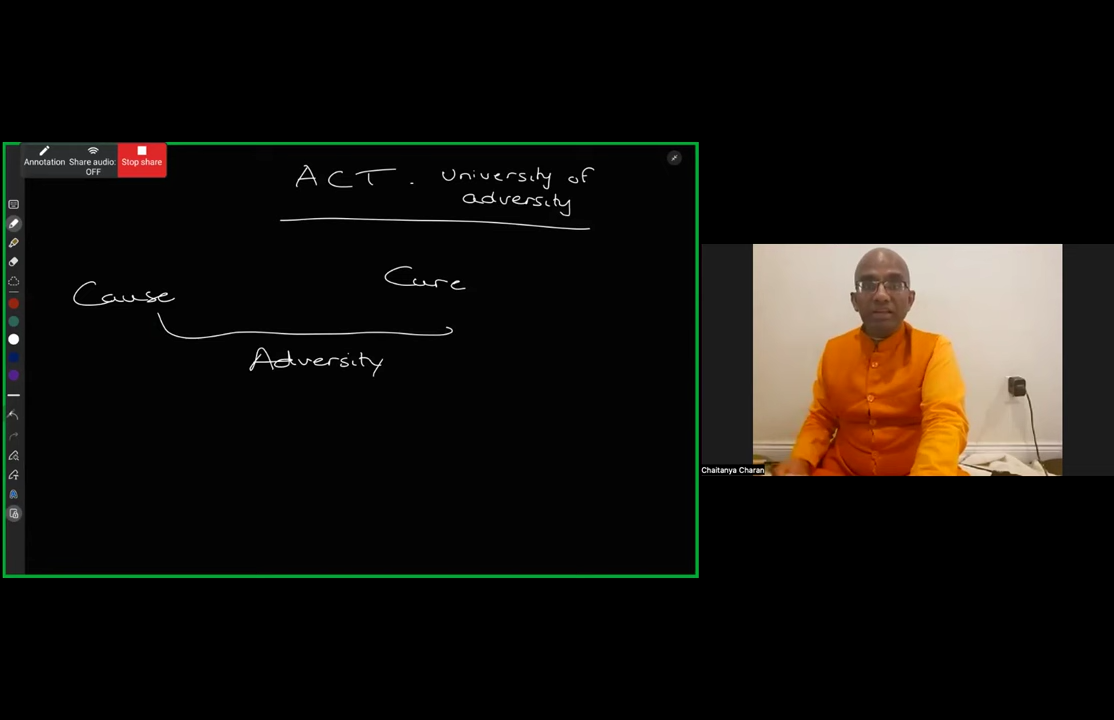 Annotation
Share audio: OFF
Stop share
ACT. University of
adversity
Cause
Cure
Adversity
Chaitanya Charan